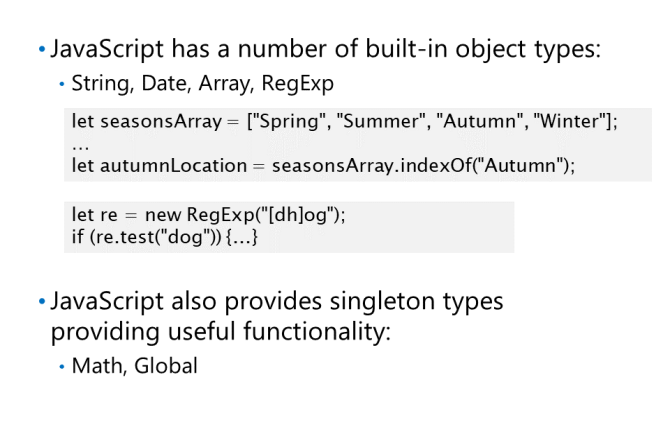 • JavaScript has a number of built-in object types:
• String, Date, Array, RegExp
let seasonsArray = ["Spring", "Summer", "Autumn", "Winter"];
…
let autumnLocation = seasonsArray.indexOf("Autumn");
let re = new RegExp("[dh]og");
if (re.test("dog")) {…}
• JavaScript also provides singleton types
providing useful functionality:
• Math, Global